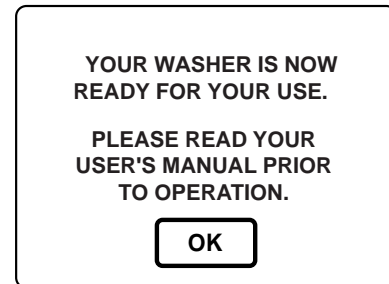 YOUR WASHER IS NOW
READY FOR YOUR USE.
PLEASE READ YOUR
USER'S MANUAL PRIOR
TO OPERATION.
OK